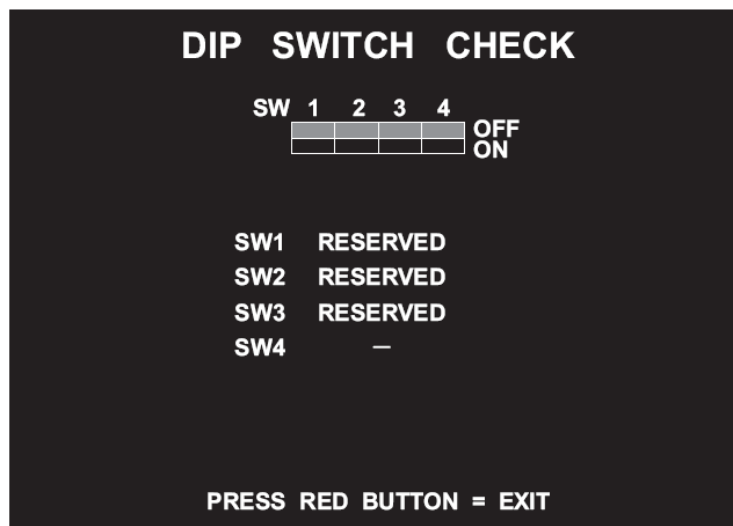 DIP SWITCH CHECK
SW 1 2 3 4
OFF
ON
SW1 RESERVED
SW2 RESERVED
SW3 RESERVED
SW4 —
PRESS RED BUTTON = EXIT